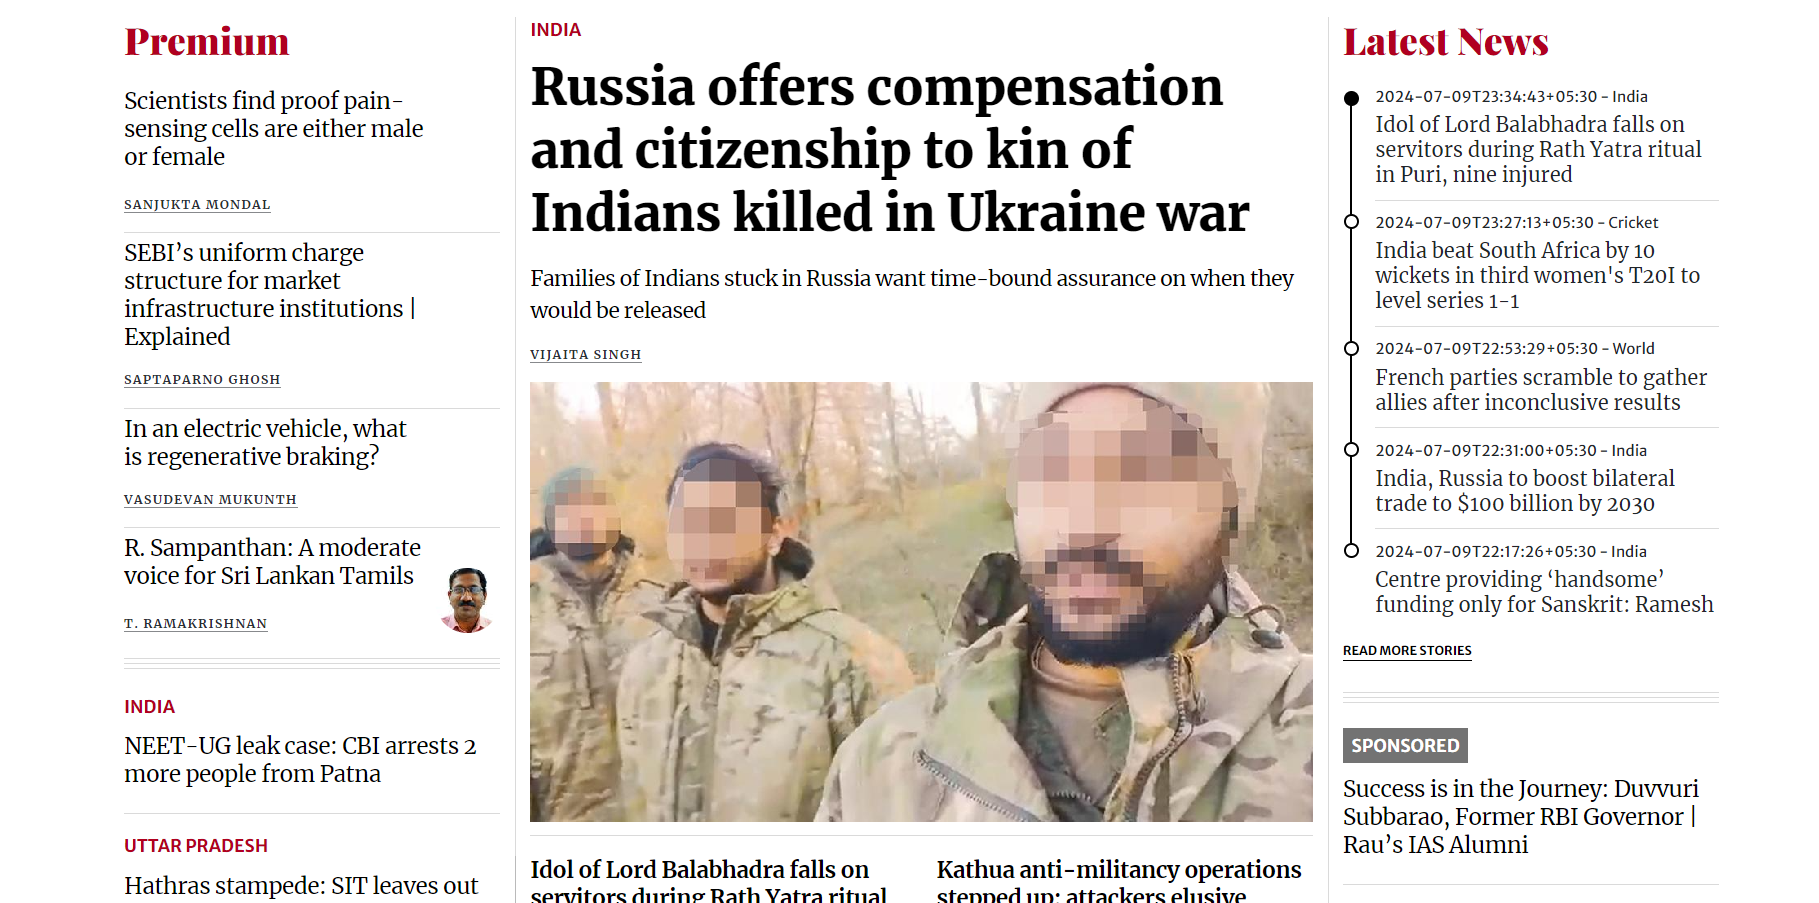 Premium
Scientists find proof pain-
sensing cells are either male
or female
SANJUKTA MONDAL
SEBI’s uniform charge
structure for market
infrastructure institutions |
Explained
SAPTAPARNO GHOSH
In an electric vehicle, what
is regenerative braking?
VASUDEVAN MUKUNTH
R. Sampanthan: A moderate
voice for Sri Lankan Tamils
T. RAMAKRISHNAN
INDIA
NEET-UG leak case: CBI arrests 2
more people from Patna
UTTAR PRADESH
Hathras stampede: SIT leaves out
INDIA
Russia offers compensation
and citizenship to kin of
Indians killed in Ukraine war
Families of Indians stuck in Russia want time-bound assurance on when they
would be released
VIJAITA SINGH
Idol of Lord Balabhadra falls on
servitors during Rath Yatra ritual
Kathua anti-militancy operations
stepped up; attackers elusive
Latest News
2024-07-09T23:34:43+05:30 - India
Idol of Lord Balabhadra falls on
servitors during Rath Yatra ritual
in Puri, nine injured
2024-07-09T23:27:13+05:30 - Cricket
India beat South Africa by 10
wickets in third women's T20I to
level series 1-1
2024-07-09T22:53:29+05:30 - World
French parties scramble to gather
allies after inconclusive results
2024-07-09T22:31:00+05:30 - India
India, Russia to boost bilateral
trade to $100 billion by 2030
2024-07-09T22:17:26+05:30 - India
Centre providing ‘handsome’
funding only for Sanskrit: Ramesh
READ MORE STORIES
SPONSORED
Success is in the Journey: Duvvuri
Subbarao, Former RBI Governor |
Rau’s IAS Alumni